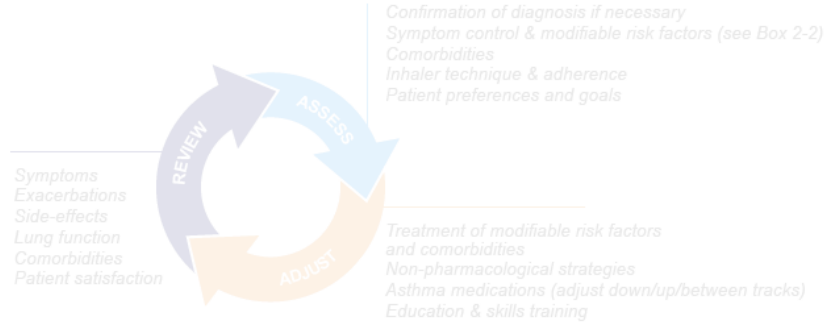 Confirmation of diagnosis if necessary
Symptom control & modifiable risk factors (see Box 2-2)
Comorbidities
Inhaler technique & adherence
Patient preferences and goals
ASSESS
REVIEW
Symptoms
Exacerbations
Side-effects
Lung function
Comorbidities
Patient satisfaction
ADJUST
Treatment of modifiable risk factors
and comorbidities
Non-pharmacological strategies
Asthma medications (adjust down/up/between tracks)
Education & skills training